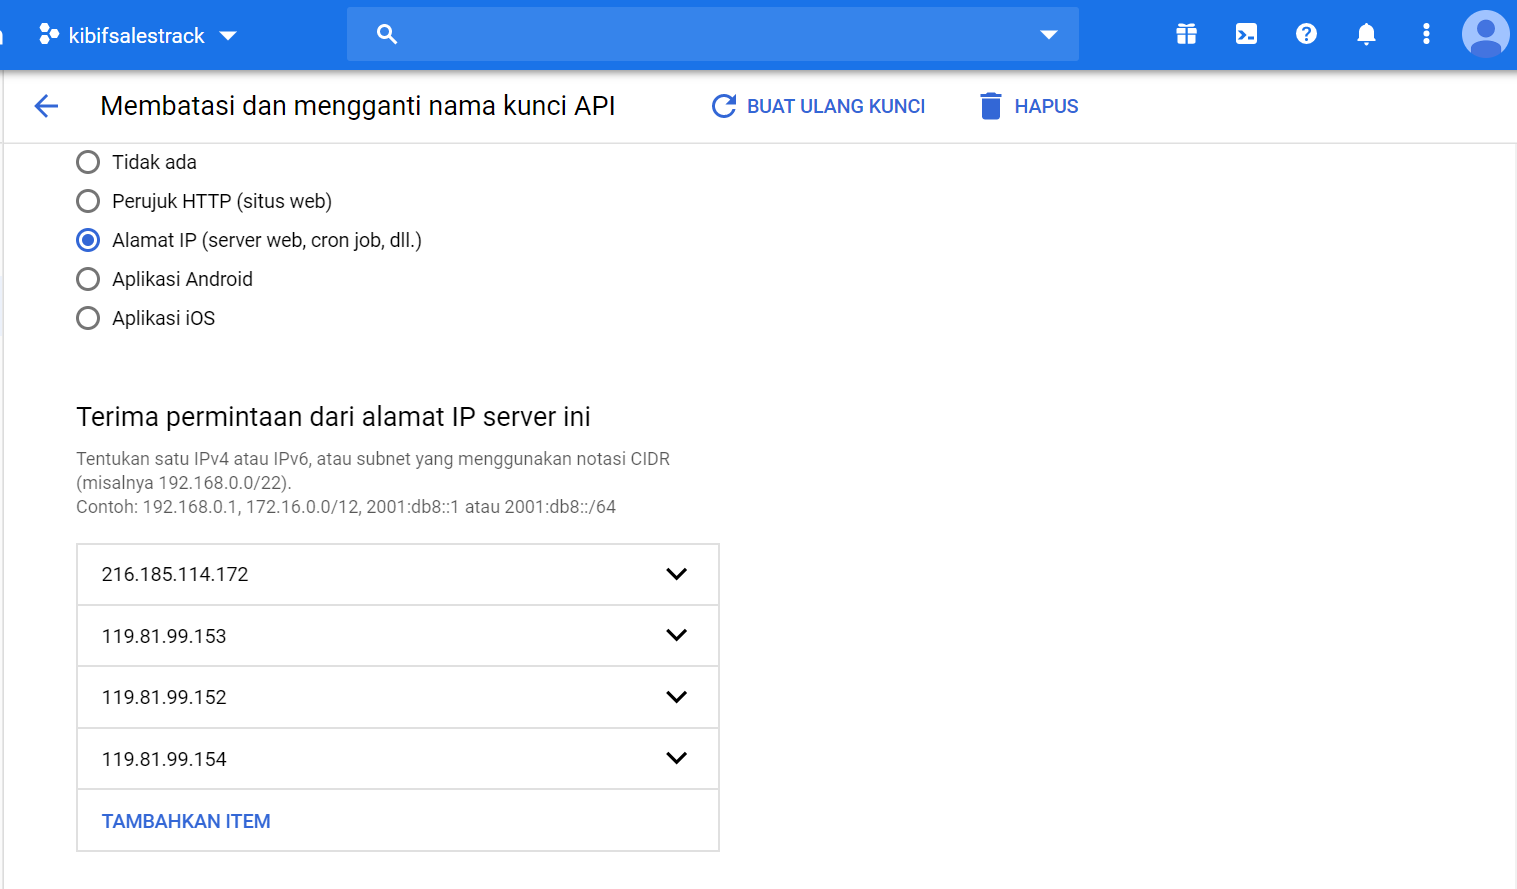 kibifsalestrack
Membatasi dan mengganti nama kunci API
BUAT ULANG KUNCI
HAPUS
Tidak ada
Perujuk HTTP (situs web)
Alamat IP (server web, cron job, dll.)
Aplikasi Android
Aplikasi iOS
Terima permintaan dari alamat IP server ini
Tentukan satu IPv4 atau IPv6, atau subnet yang menggunakan notasi CIDR
(misalnya 192.168.0.0/22).
Contoh: 192.168.0.1, 172.16.0.0/12, 2001:db8::1 atau 2001:db8::/64
216.185.114.172
119.81.99.153
119.81.99.152
119.81.99.154
TAMBAHKAN ITEM